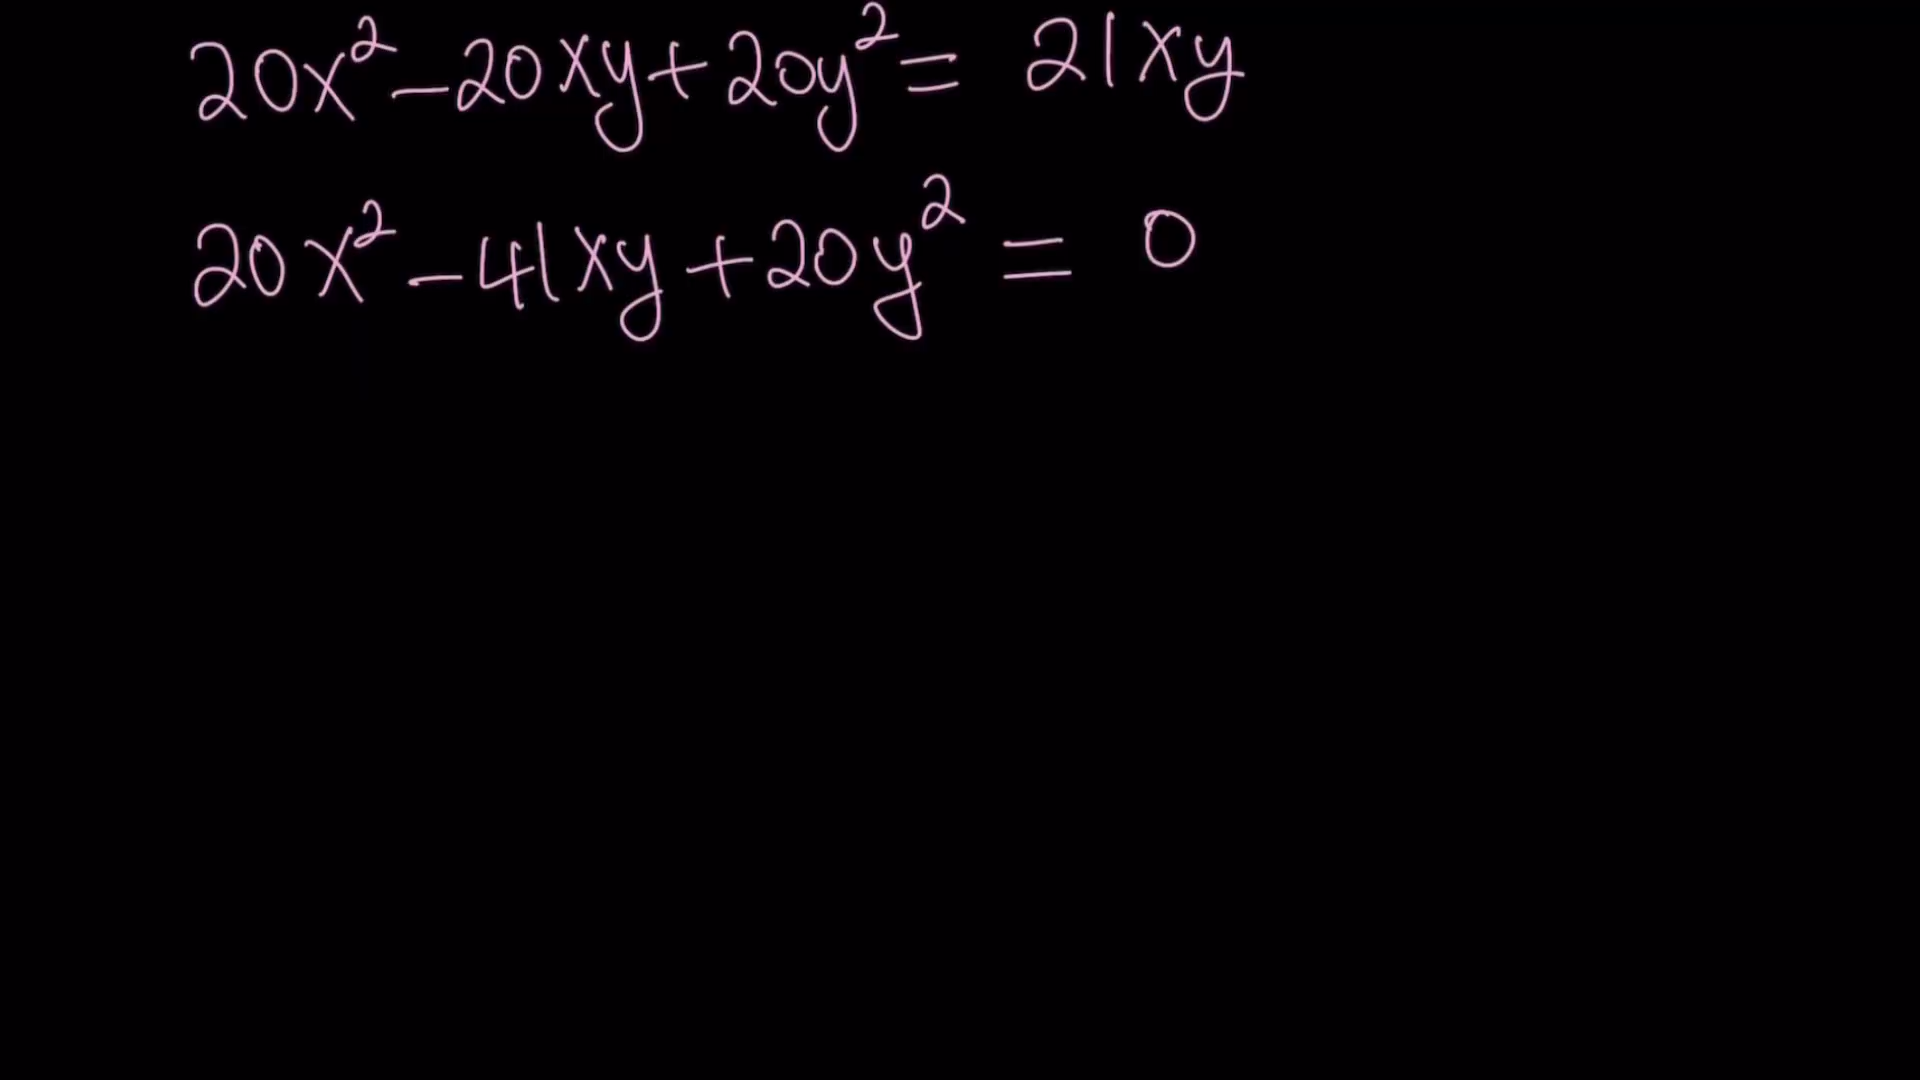 20x² - 20xy + 20y² = 21xy
20x² - 41xy + 20y² = 0